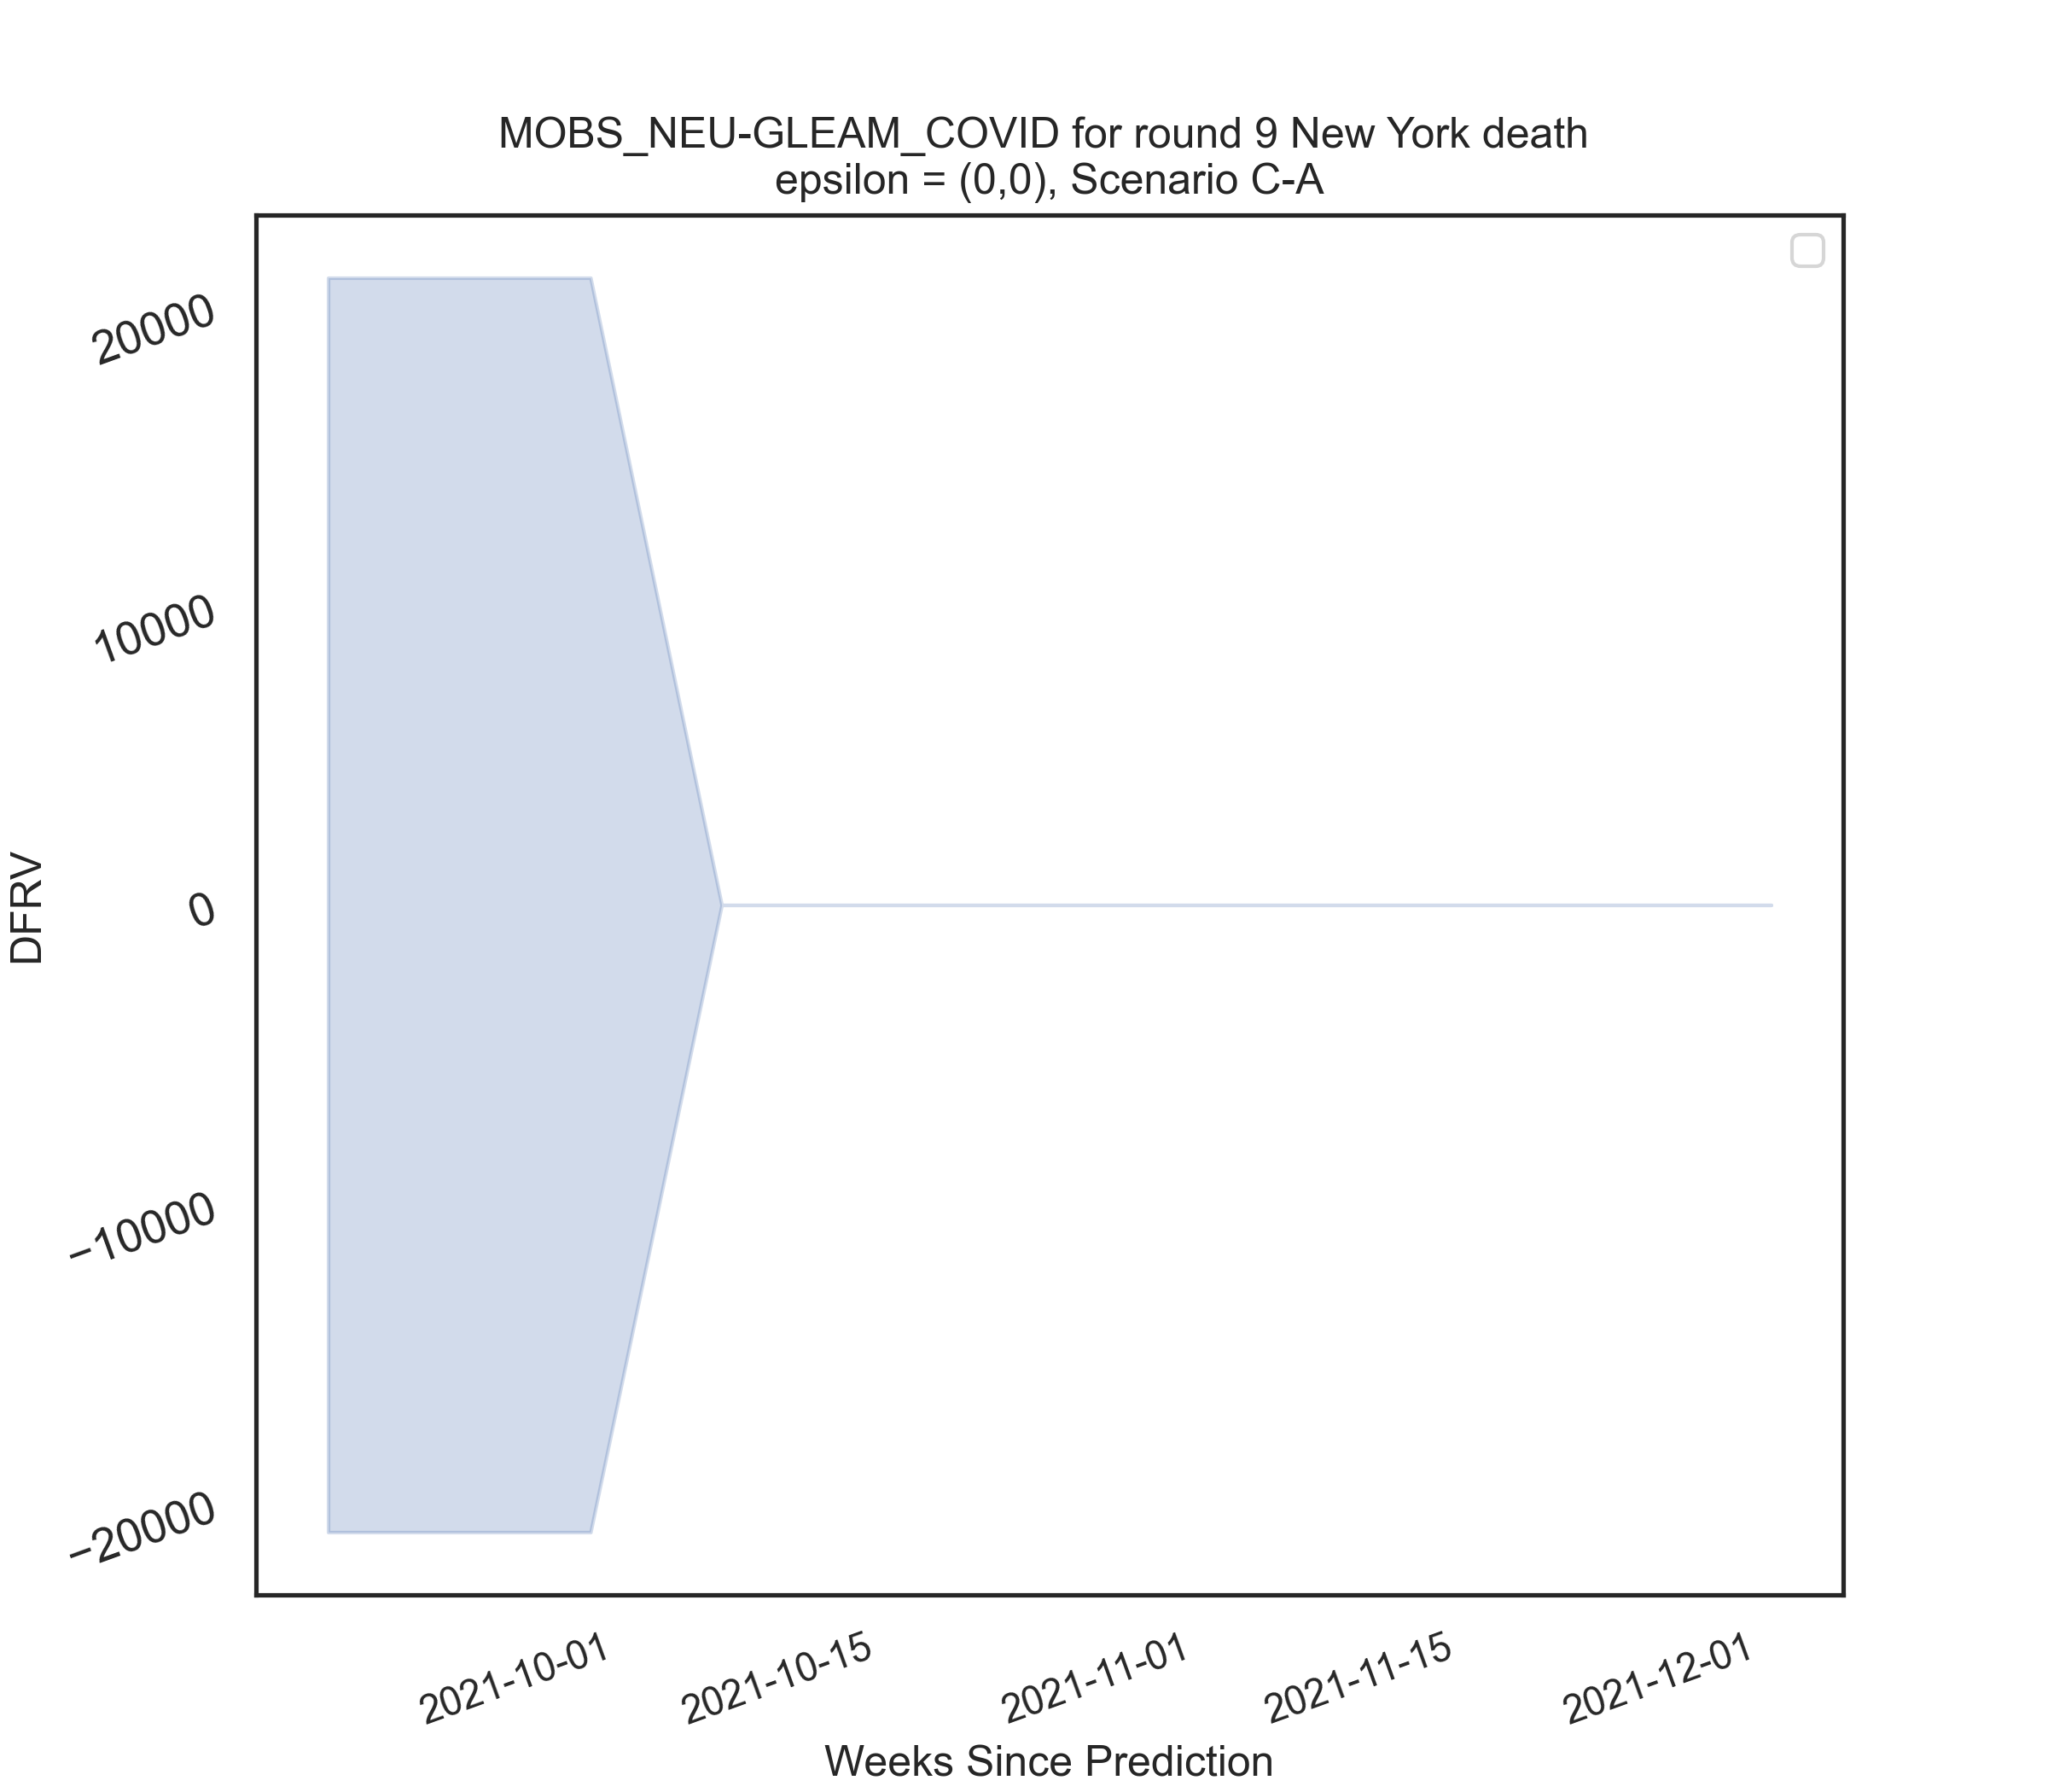 MOBS_NEU-GLEAM_COVID for round 9 New York death
epsilon = (0,0), Scenario C-A
20000
10000
0
−10000
−20000
DFRV
2021-10-01
2021-10-15
2021-11-01
2021-11-15
2021-12-01
Weeks Since Prediction